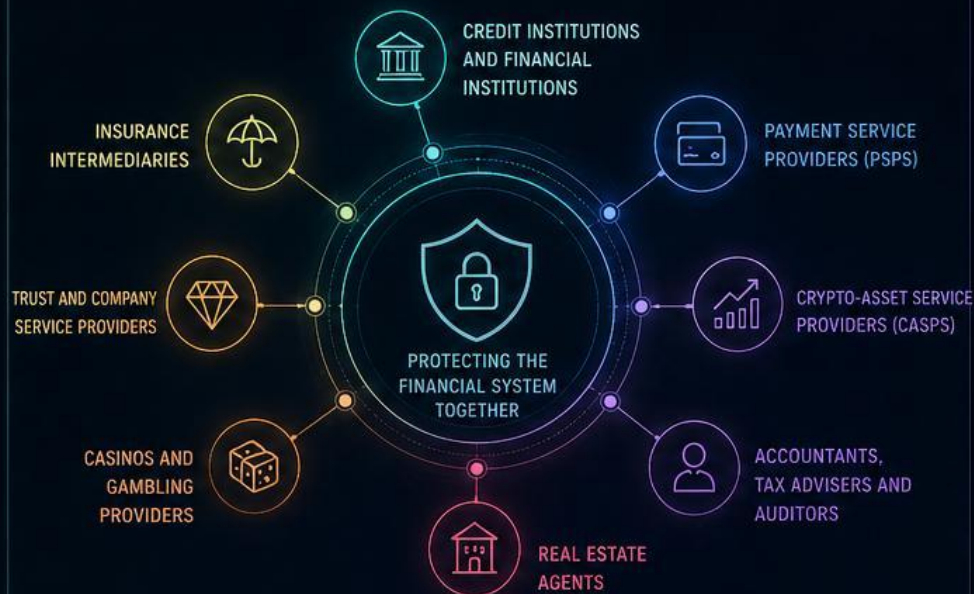 CREDIT INSTITUTIONS
AND FINANCIAL
INSTITUTIONS
INSURANCE
INTERMEDIARIES
PAYMENT SERVICE
PROVIDERS (PSPS)
TRUST AND COMPANY
SERVICE PROVIDERS
CRYPTO-ASSET SERVICE
PROVIDERS (CASPS)
PROTECTING THE
FINANCIAL SYSTEM
TOGETHER
CASINOS AND
GAMBLING
PROVIDERS
ACCOUNTANTS,
TAX ADVISERS AND
AUDITORS
REAL ESTATE
AGENTS